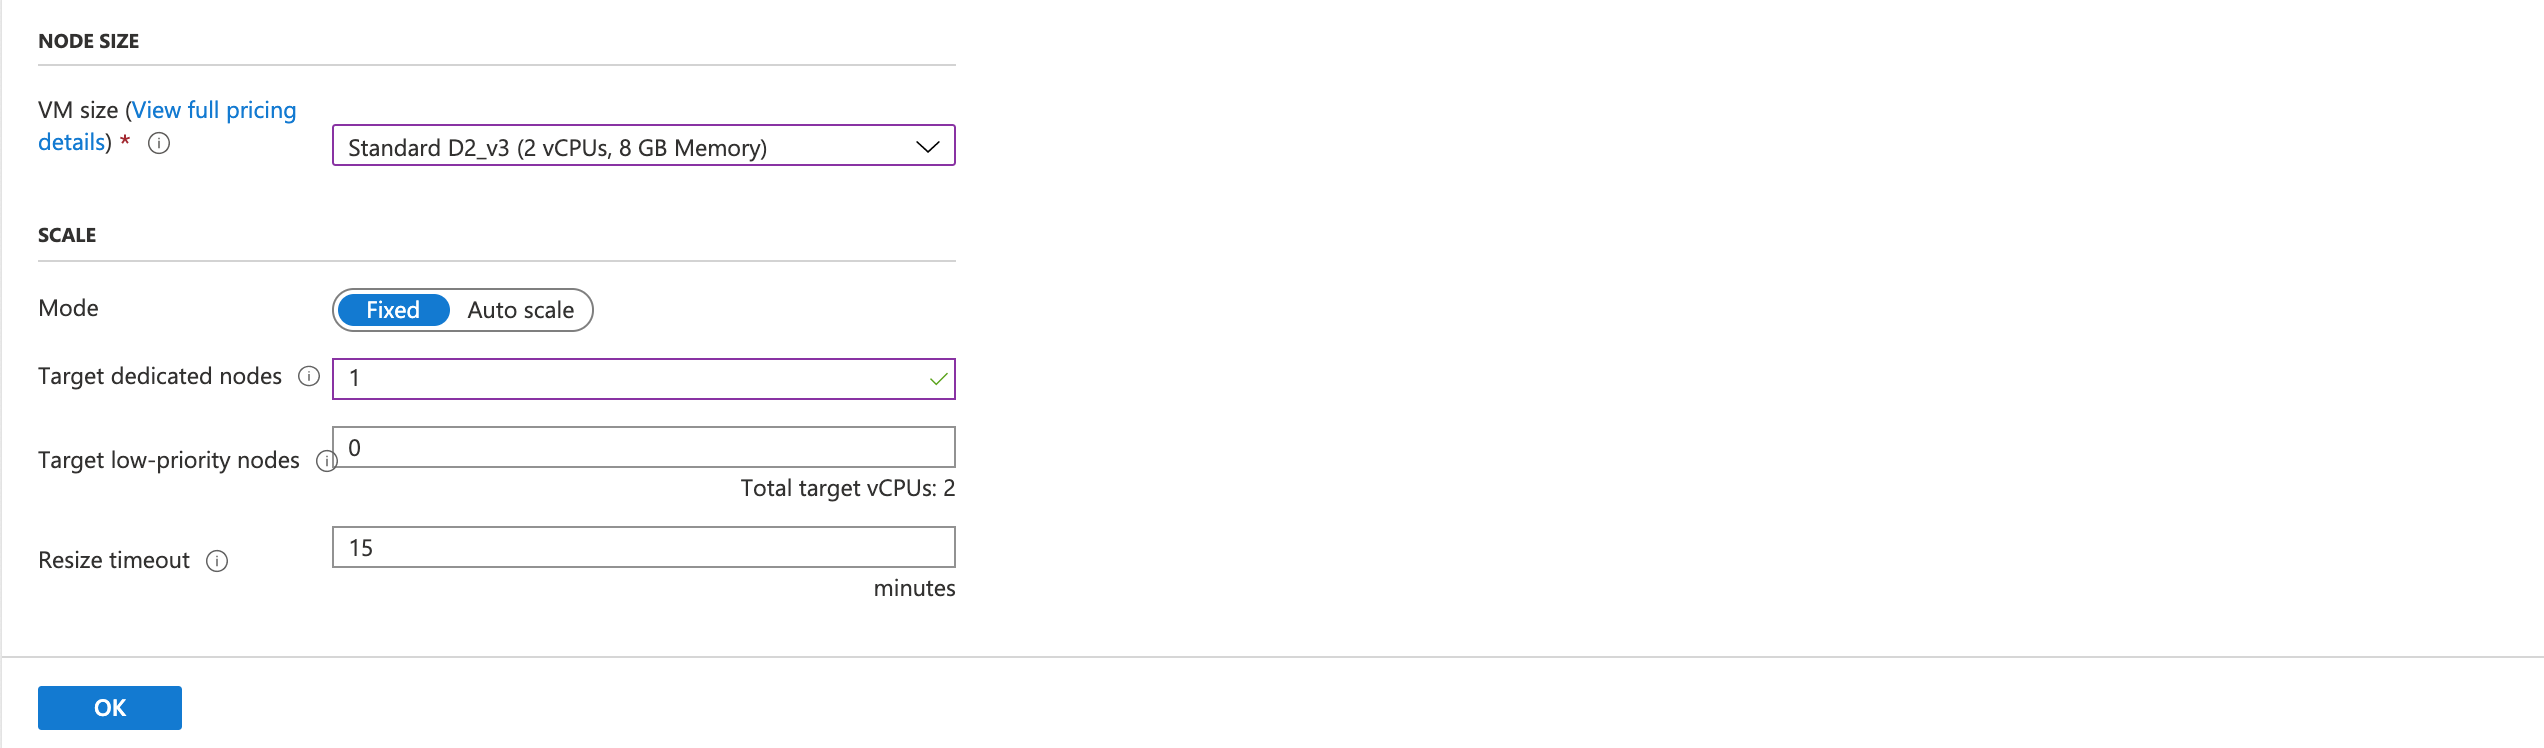 NODE SIZE
VM size (View full pricing
details) *
Standard D2_v3 (2 vCPUs, 8 GB Memory)
SCALE
Mode
Fixed Auto scale
Target dedicated nodes 1
Target low-priority nodes 0
Total target vCPUs: 2
Resize timeout 15
minutes
OK